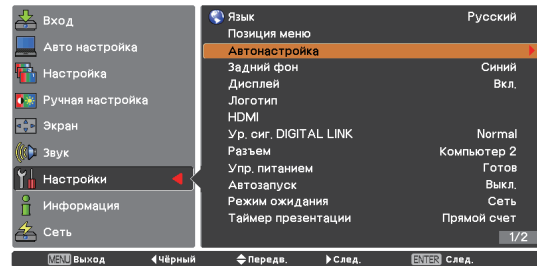 Вход
Авто настройка
Настройка
Ручная настройка
Экран
Звук
Настройки
Информация
Сеть
Язык Русский
Позиция меню
Автонастройка
Задний фон Синий
Дисплей Вкл.
Логотип
HDMI
Ур. сиг. DIGITAL LINK Normal
Разъем Компьютер 2
Упр. питанием Готов
Автозапуск Выкл.
Режим ожидания Сеть
Таймер презентации Прямой счет
1/2
MENU Выход Чёрный Передв. След. ENTER След.